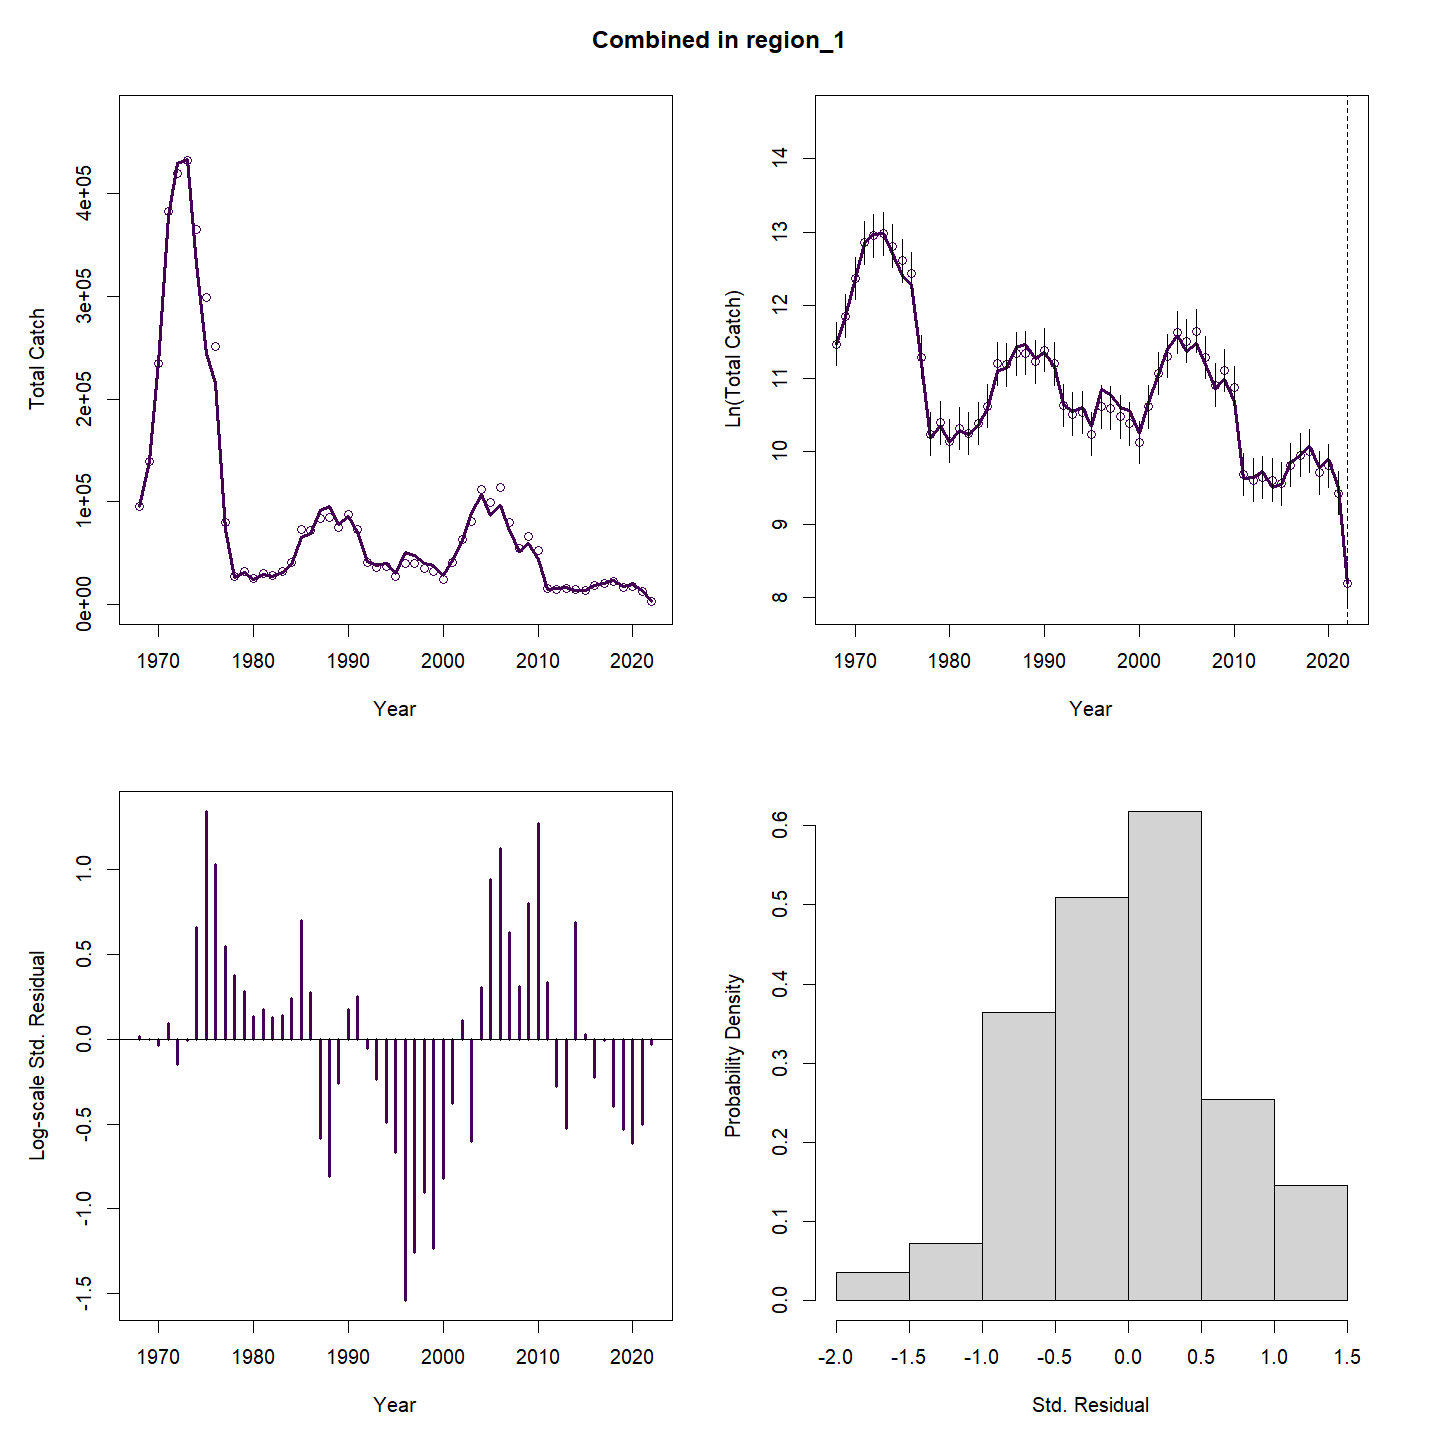 Combined in region_1
Total Catch
4e+05
3e+05
2e+05
1e+05
0e+00
1970 1980 1990 2000 2010 2020
Year
Ln(Total Catch)
14
13
12
11
10
9
8
1970 1980 1990 2000 2010 2020
Year
Log-scale Std. Residual
1.0
0.5
0.0
-0.5
-1.0
-1.5
1970 1980 1990 2000 2010 2020
Year
Probability Density
0.6
0.5
0.4
0.3
0.2
0.1
0.0
-2.0 -1.5 -1.0 -0.5 0.0 0.5 1.0 1.5
Std. Residual